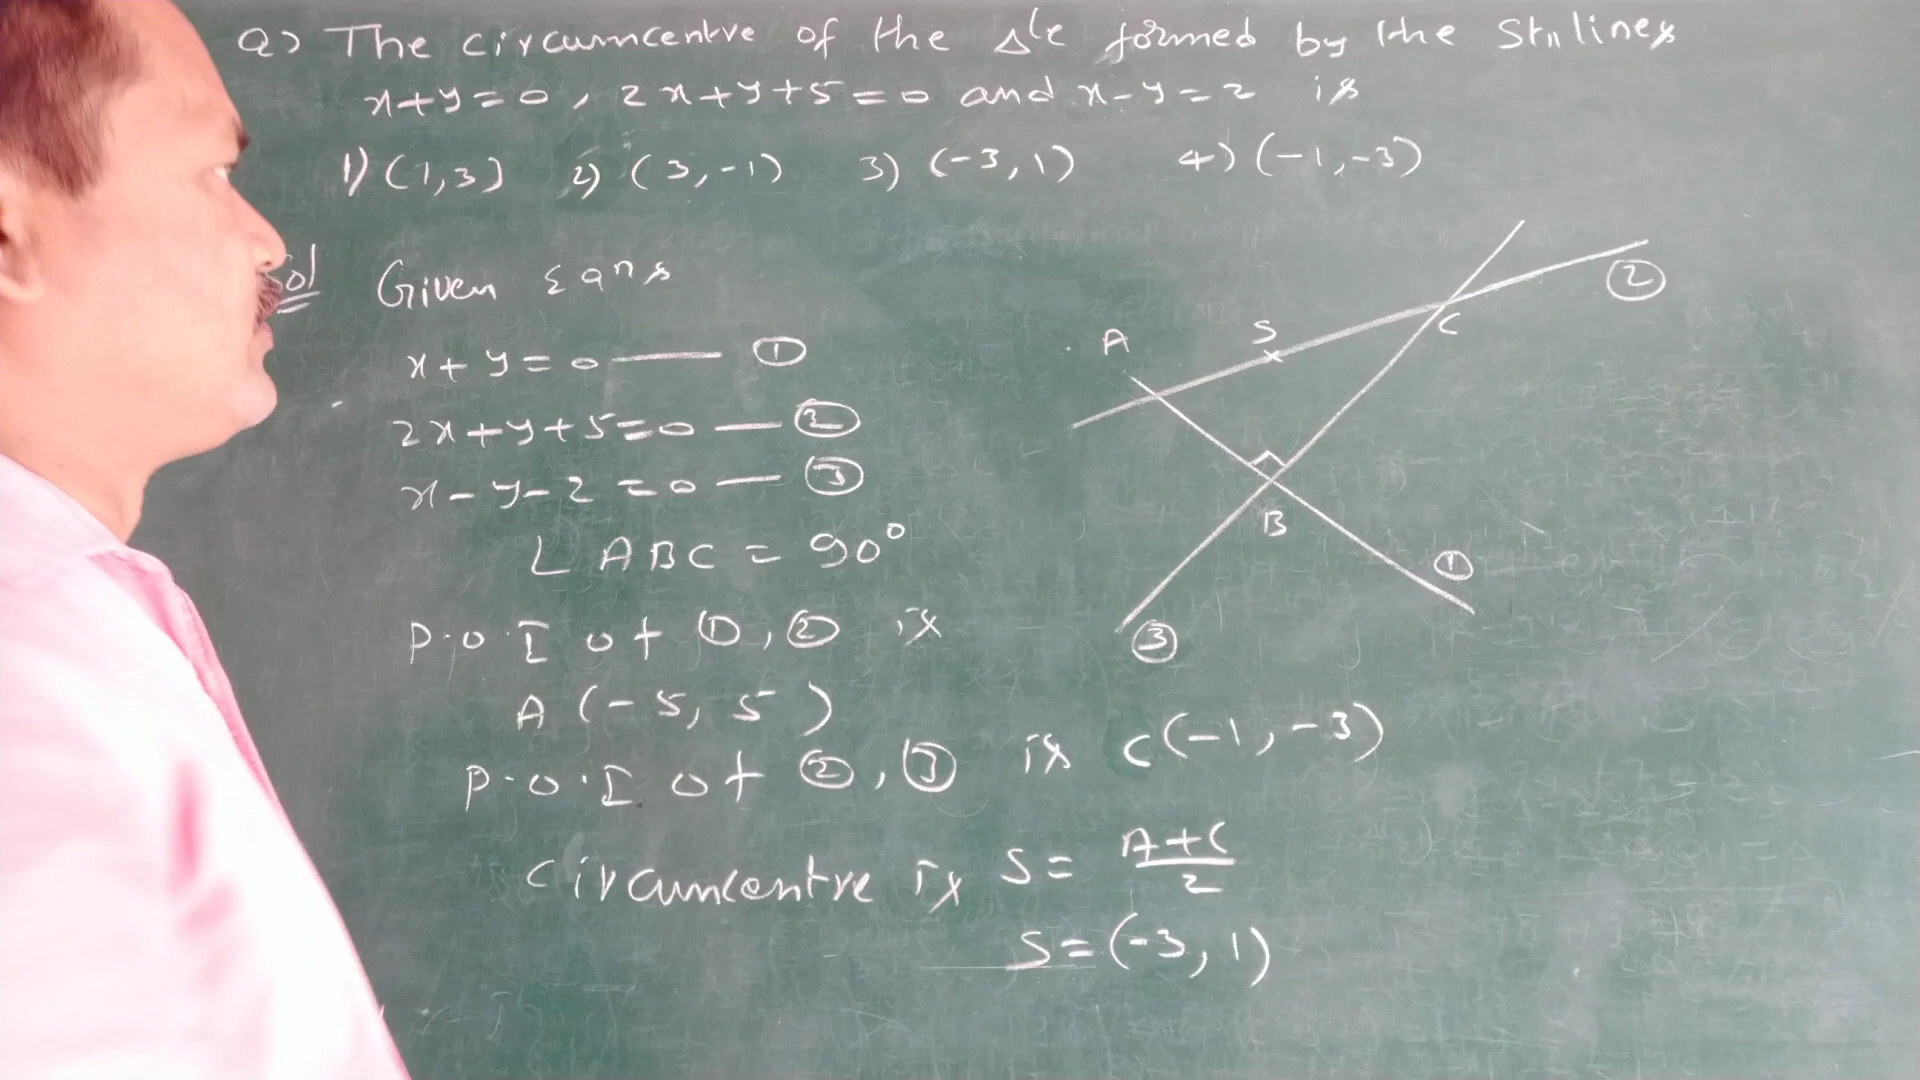 Q) The circumcentre of the Δle formed by the St. lines
x+y=0, 2x+y+5=0 and x-y=2 is
1) (1,3) 2) (3,-1) 3) (-3,1) 4) (-1,-3)
Sol Given Eqns
x+y=0 — ①
2x+y+5=0 — ②
x-y-2=0 — ③
∠ABC = 90°
P.O.I of ①, ② is
A(-5, 5)
P.O.I of ②, ③ is C(-1,-3)
Circumcentre is S = A+C/2
S=(-3, 1)
A
S
C
②
B
①
③